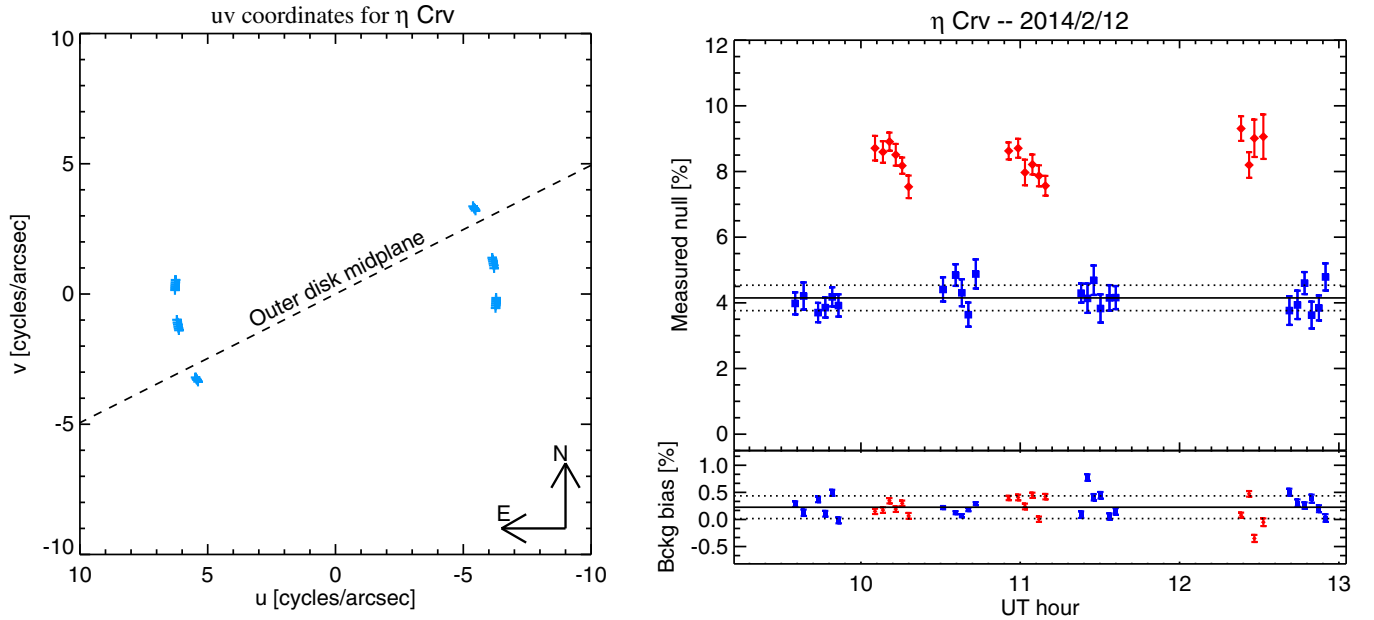 uv coordinates for η Crv
10
5
0
-5
-10
v [cycles/arcsec]
Outer disk midplane
N
E
10
5
0
-5
-10
u [cycles/arcsec]
η Crv -- 2014/2/12
12
10
8
6
4
2
0
Measured null [%]
1.0
0.5
0.0
-0.5
Bckg bias [%]
10
11
12
13
UT hour